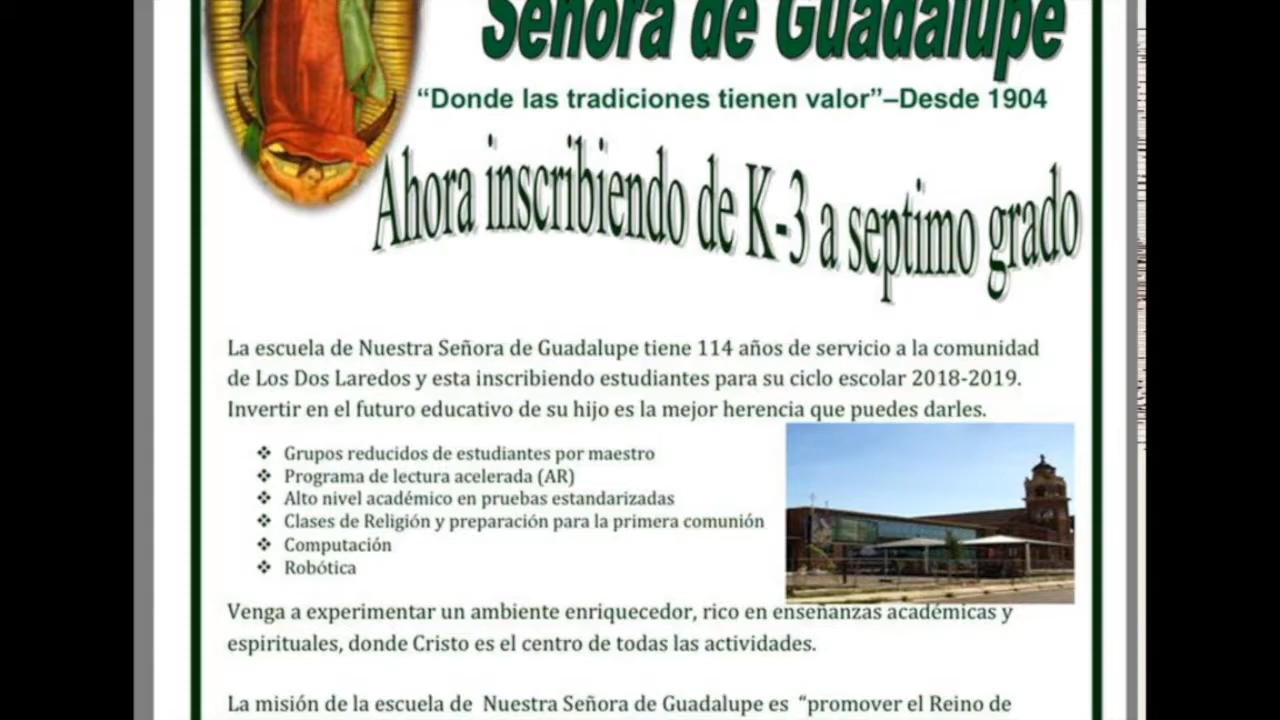 Señora de Guadalupe
“Donde las tradiciones tienen valor”–Desde 1904
Ahora inscribiendo de K-3 a septimo grado
La escuela de Nuestra Señora de Guadalupe tiene 114 años de servicio a la comunidad
de Los Dos Laredos y esta inscribiendo estudiantes para su ciclo escolar 2018-2019.
Invertir en el futuro educativo de su hijo es la mejor herencia que puedes darles.
❖ Grupos reducidos de estudiantes por maestro
❖ Programa de lectura acelerada (AR)
❖ Alto nivel académico en pruebas estandarizadas
❖ Clases de Religión y preparación para la primera comunión
❖ Computación
❖ Robótica
Venga a experimentar un ambiente enriquecedor, rico en enseñanzas académicas y
espirituales, donde Cristo es el centro de todas las actividades.
La misión de la escuela de  Nuestra Señora de Guadalupe es  “promover el Reino de